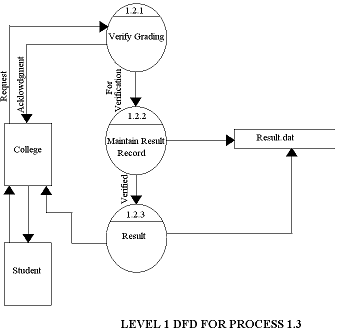 1.2.1
Verify Grading
Request
Acknowldgment
For
Verification
1.2.2
Maintain Result
Record
Result.dat
College
Verified
1.2.3
Result
Student
LEVEL 1 DFD FOR PROCESS 1.3